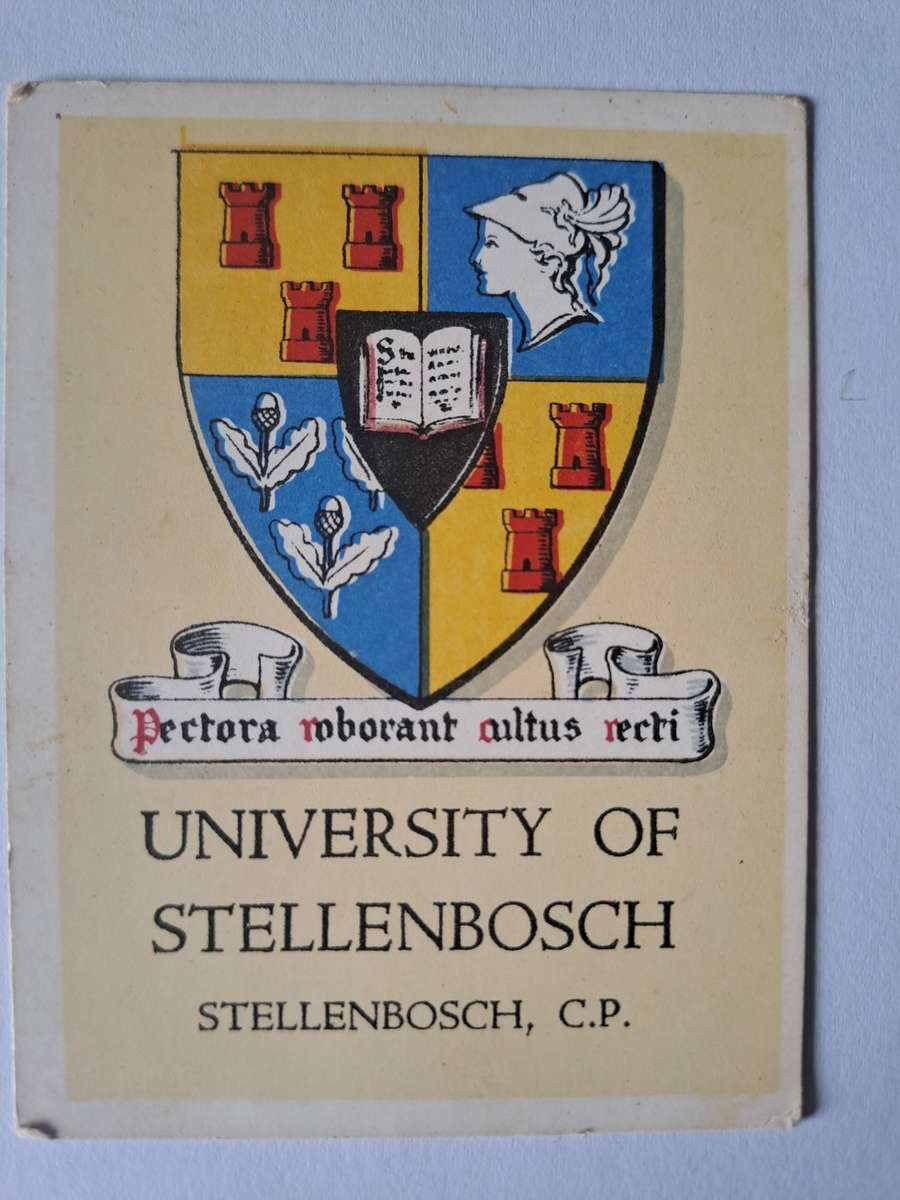 Pectora roborant cultus recti
UNIVERSITY OF
STELLENBOSCH
STELLENBOSCH, C.P.